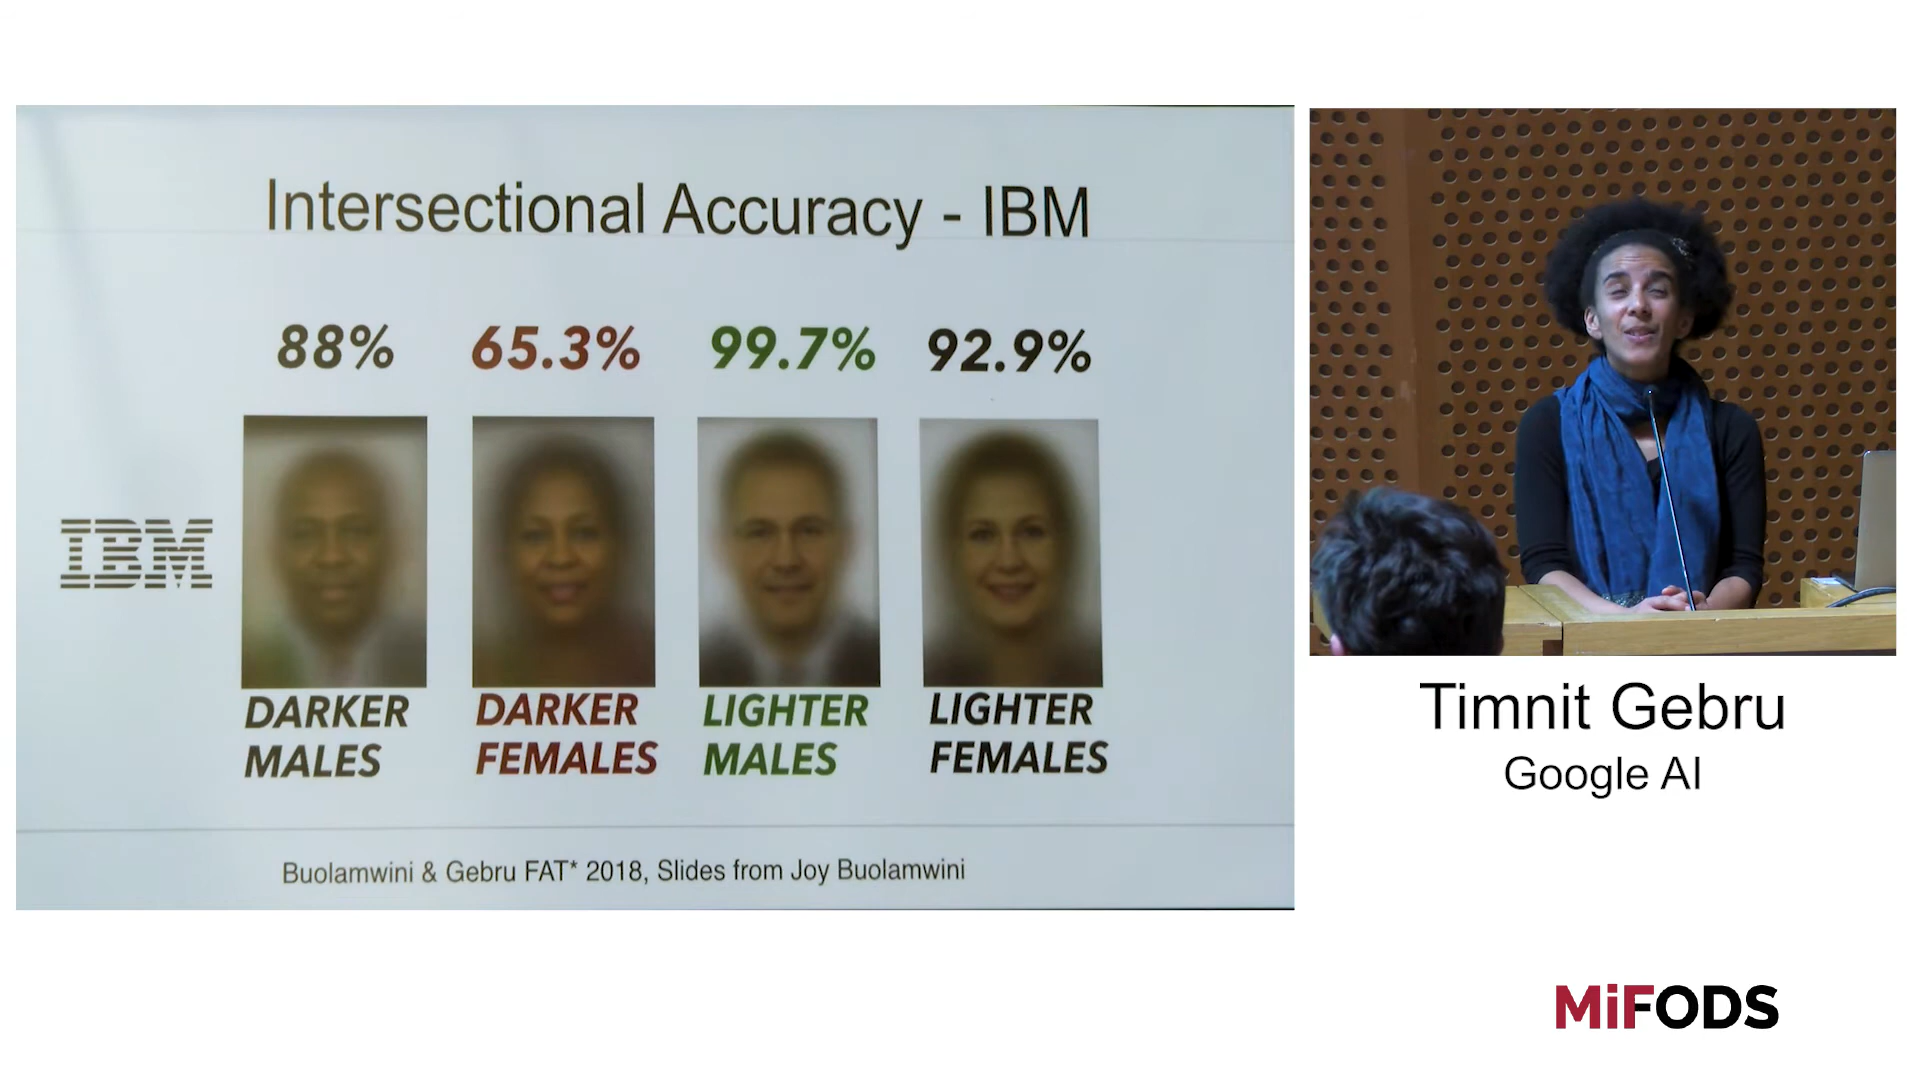 Intersectional Accuracy - IBM
88% 65.3% 99.7% 92.9%
IBM
DARKER MALES
DARKER FEMALES
LIGHTER MALES
LIGHTER FEMALES
Buolamwini & Gebru FAT* 2018, Slides from Joy Buolamwini
Timnit Gebru
Google AI
MiFODS